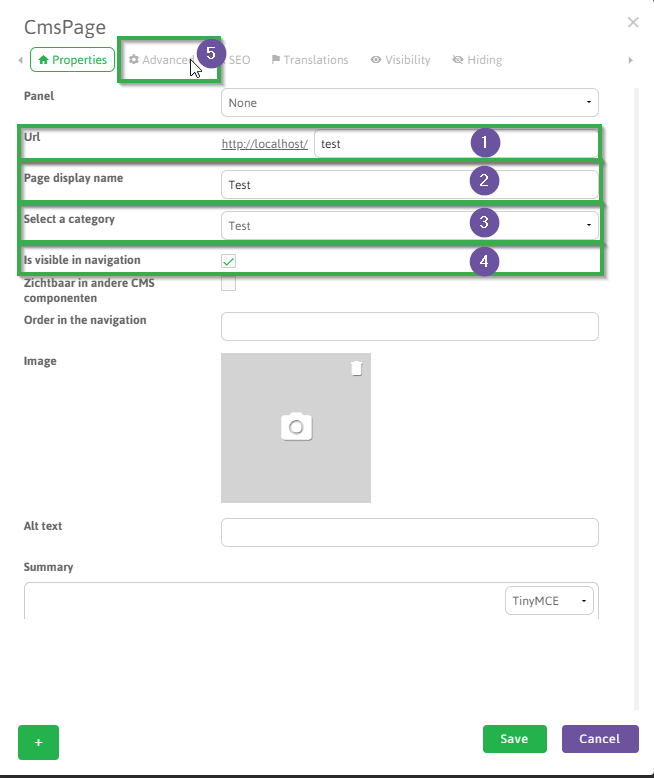 CmsPage
Properties Advanced 5 SEO Translations Visibility Hiding
Panel None
Url http://localhost/ test 1
Page display name Test 2
Select a category Test 3
Is visible in navigation 4
Zichtbaar in andere CMS
componenten
Order in the navigation
Image
Alt text
Summary
TinyMCE
+ Save Cancel